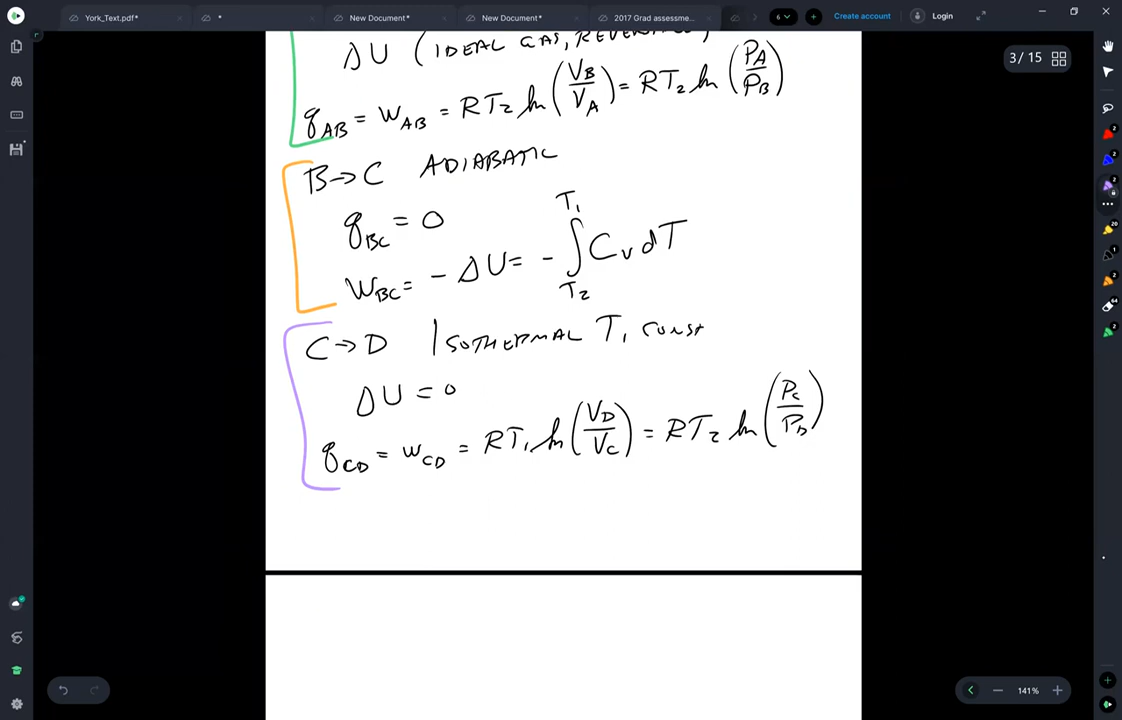 York_Text.pdf*
*
New Document*
New Document*
2017 Grad assessme...
6
Create account
Login
3 / 15
ΔU (IDEAL GAS, REVERSIBLE)
q_AB = w_AB = RT₂ ln(V_B/V_A) = RT₂ ln(P_A/P_B)
B→C ADIABATIC
q_BC = 0
w_BC = - ΔU = - ∫_T₂^T₁ C_v dT
C→D ISOTHERMAL T₁ const
ΔU = 0
q_CD = w_CD = RT₁ ln(V_D/V_C) = RT₂ ln(P_C/P_D)
141%